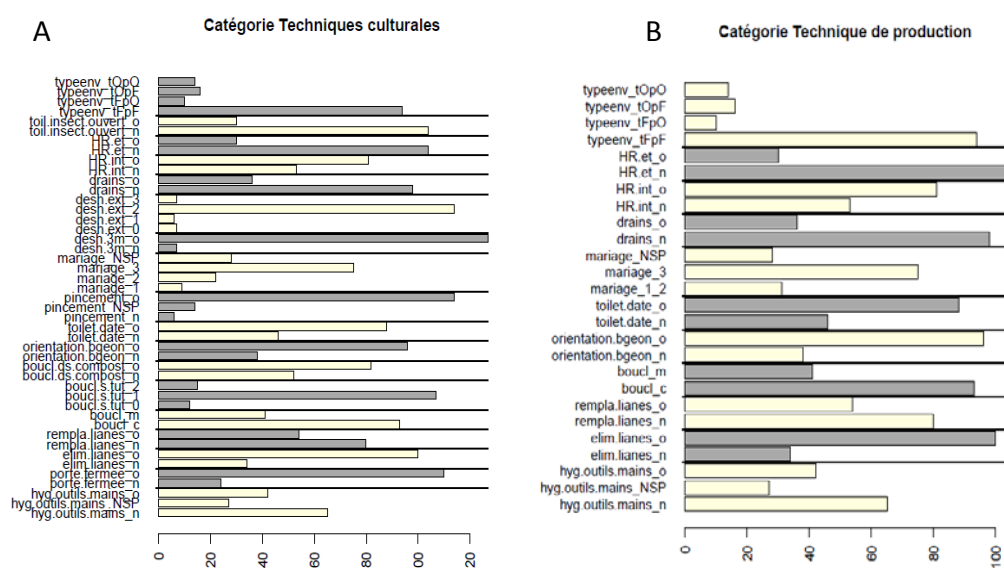 A
Catégorie Techniques culturales
typeenv_tOpO
typeenv_tOpF
typeenv_tFpO
typeenv_tFpF
toil.insect.ouvert_o
toil.insect.ouvert_n
HR.et_o
HR.et_n
HR.int_o
HR.int_n
drains_o
drains_n
desh.ext_3
desh.ext_2
desh.ext_1
desh.ext_0
desh.3m_o
desh.3m_n
mariage_NSP
mariage_3
mariage_2
mariage_1
pincement_o
pincement_NSP
pincement_n
toilet.date_o
toilet.date_n
orientation.bgeon_o
orientation.bgeon_n
boucl.ds.compost_o
boucl.ds.compost_n
boucl.s.tut_2
boucl.s.tut_1
boucl.s.tut_0
boucl_m
boucl_c
rempla.lianes_o
rempla.lianes_n
elim.lianes_o
elim.lianes_n
porte.fermee_o
porte.fermee_n
hyg.outils.mains_o
hyg.outils.mains_NSP
hyg.outils.mains_n
0 20 40 60 80 00 20
B
Catégorie Technique de production
typeenv_tOpO
typeenv_tOpF
typeenv_tFpO
typeenv_tFpF
HR.et_o
HR.et_n
HR.int_o
HR.int_n
drains_o
drains_n
mariage_NSP
mariage_3
mariage_1_2
toilet.date_o
toilet.date_n
orientation.bgeon_o
orientation.bgeon_n
boucl_m
boucl_c
rempla.lianes_o
rempla.lianes_n
elim.lianes_o
elim.lianes_n
hyg.outils.mains_o
hyg.outils.mains_NSP
hyg.outils.mains_n
0 20 40 60 80 100